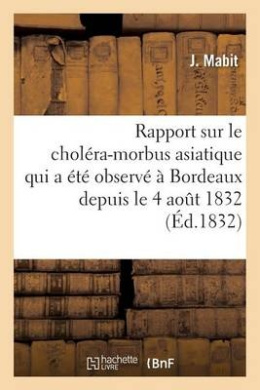 J. Mabit
Rapport sur le choléra-morbus
asiatique qui a été observé à Bordeaux
depuis le 4 août 1832
(Éd.1832)
hachette
LIVRE
{BnF